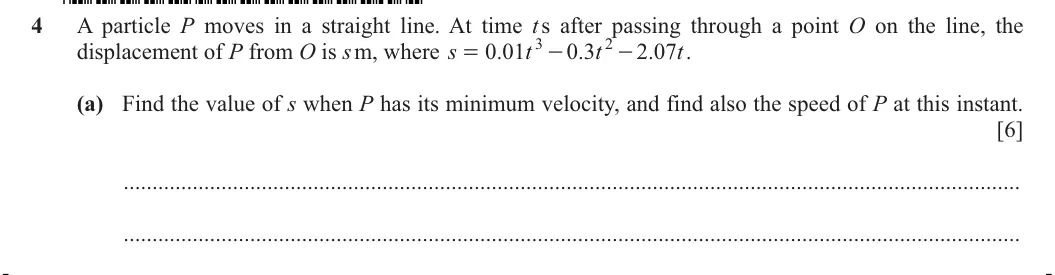 4 A particle P moves in a straight line. At time t s after passing through a point O on the line, the
displacement of P from O is s m, where s = 0.01t³ − 0.3t² − 2.07t.
(a) Find the value of s when P has its minimum velocity, and find also the speed of P at this instant.
[6]